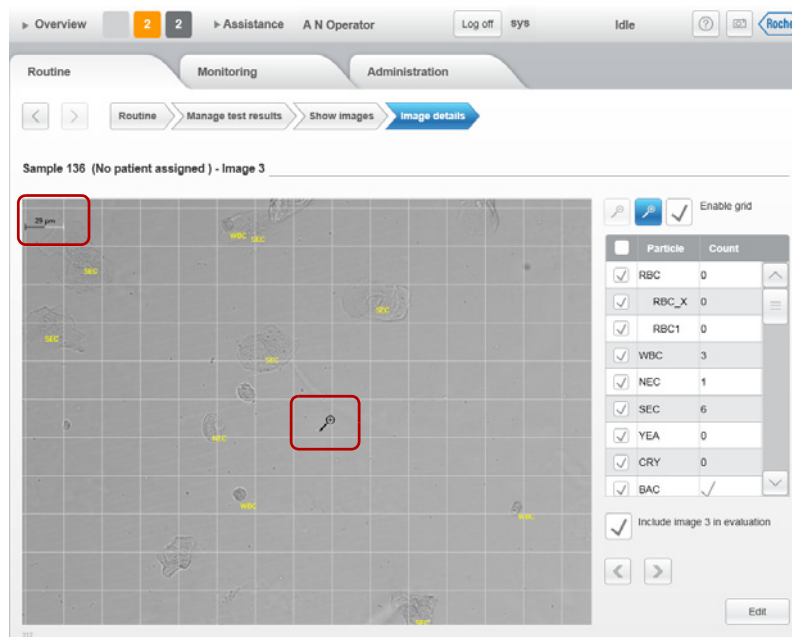 ▸ Overview 2 2 ▸ Assistance A N Operator Log off sys Idle Roche
Routine Monitoring Administration
Routine Manage test results Show images Image details
Sample 136 (No patient assigned ) - Image 3
Enable grid
29 µm
WBC SEC
SEC
SEC
SEC
SEC
NEC
WBC
WBC
SEC
Particle Count
RBC 0
RBC_X 0
RBC1 0
WBC 3
NEC 1
SEC 6
YEA 0
CRY 0
BAC
Include image 3 in evaluation
Edit